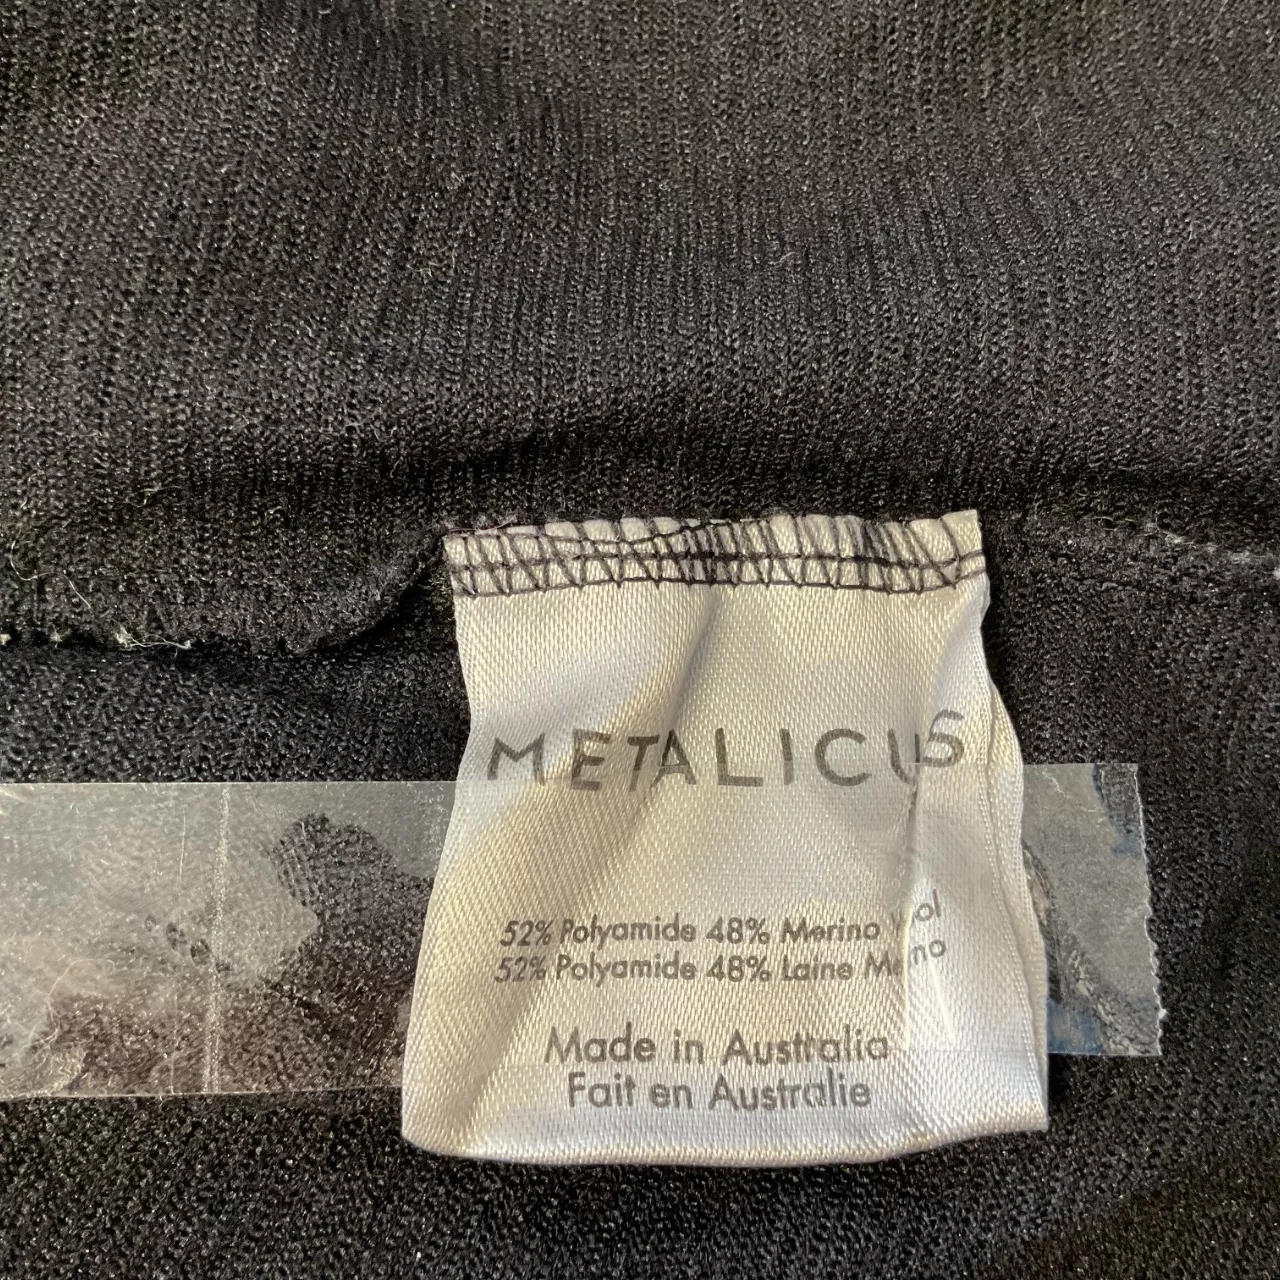 METALICUS
52% Polyamide 48% Merino Wool
52% Polyamide 48% Laine Merino
Made in Australia
Fait en Australie